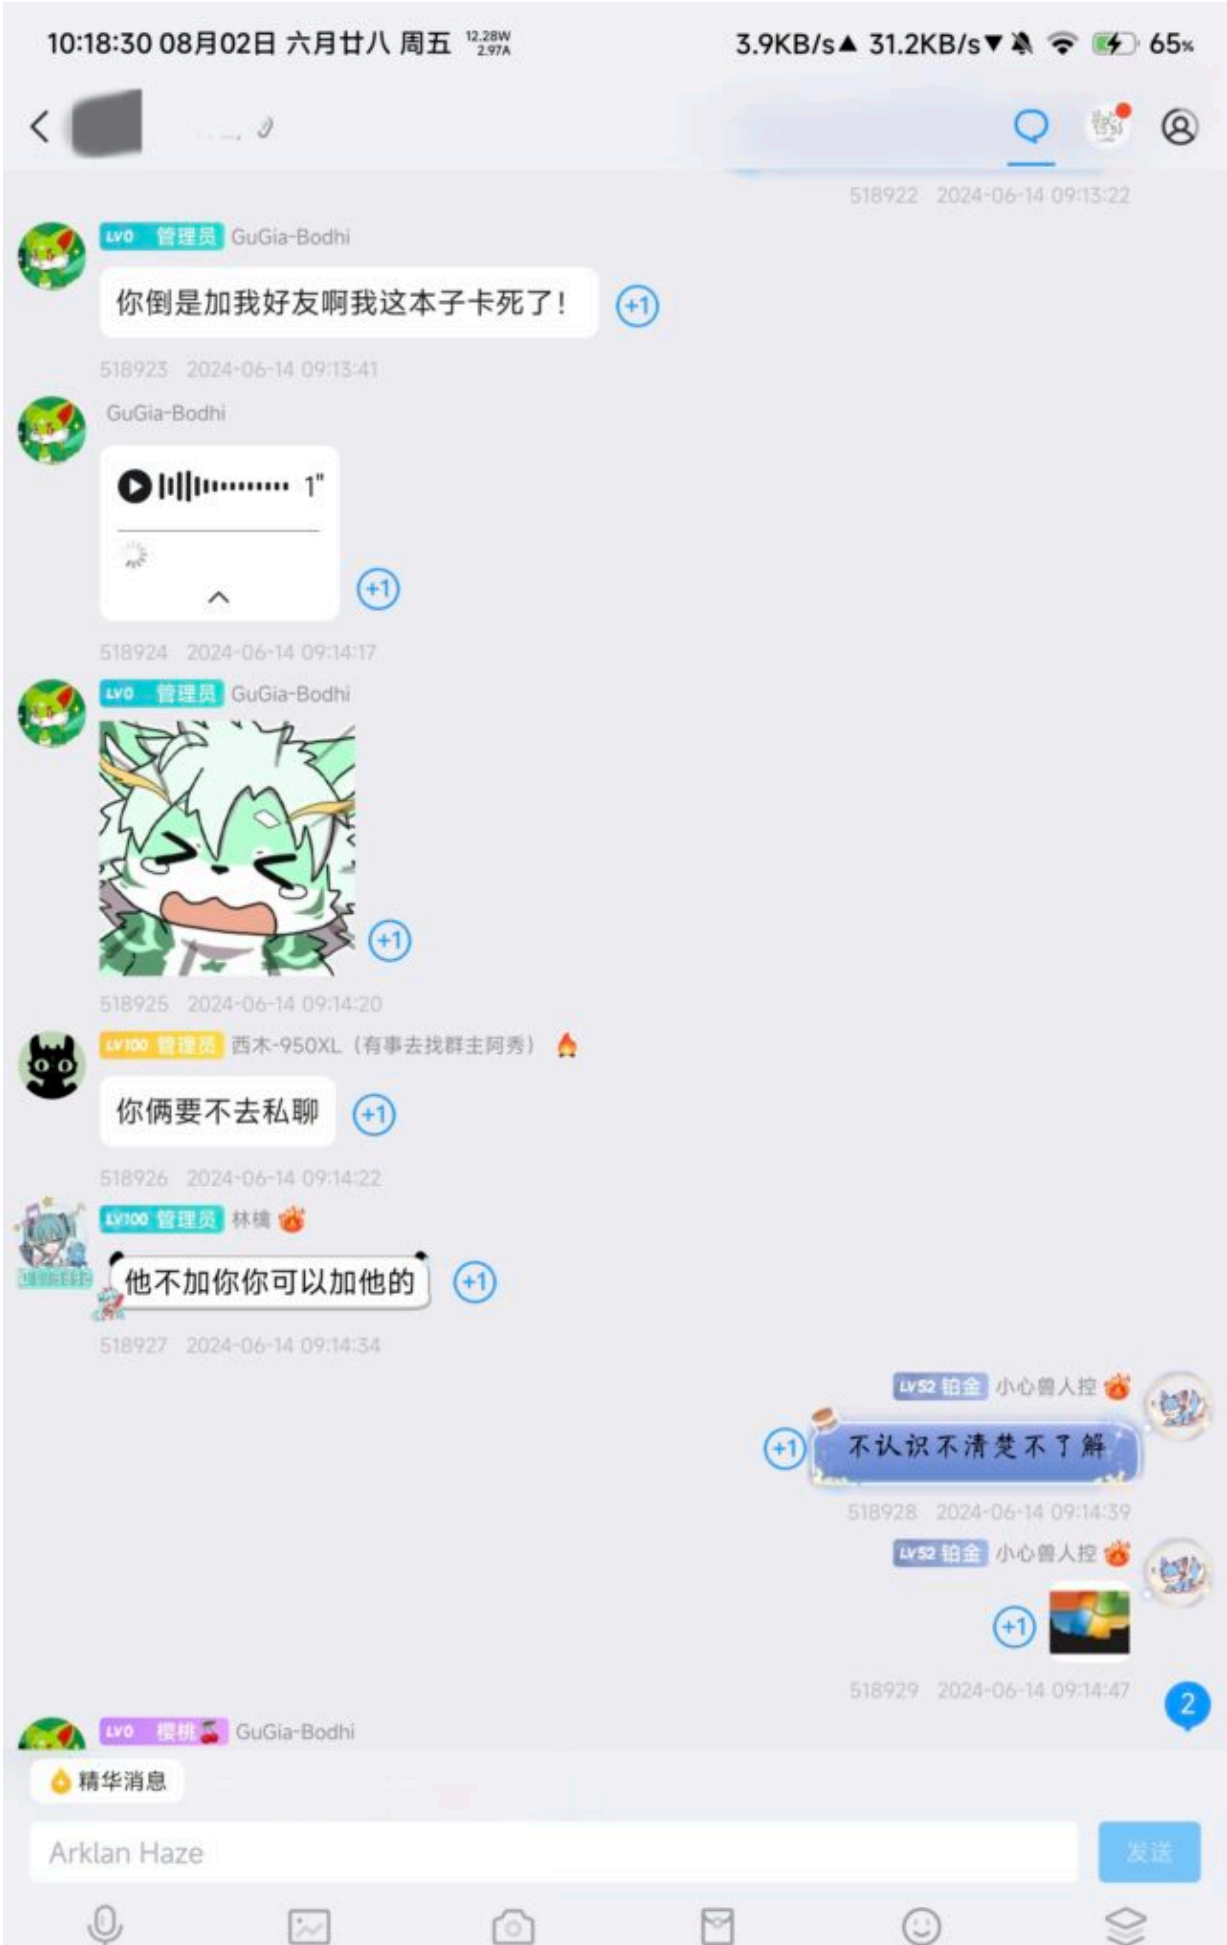 10:18:30 08月02日 六月廿八 周五 12.28W 2.97A 3.9KB/s▲ 31.2KB/s▼ 65%
518922 2024-06-14 09:13:22
LV0 管理员 GuGia-Bodhi
你倒是加我好友啊我这本子卡死了！
+1
518923 2024-06-14 09:13:41
GuGia-Bodhi
1"
+1
518924 2024-06-14 09:14:17
LV0 管理员 GuGia-Bodhi
+1
518925 2024-06-14 09:14:20
LV100 管理员 西木-950XL（有事去找群主阿秀）
你俩要不去私聊
+1
518926 2024-06-14 09:14:22
LV100 管理员 林檎
他不加你你可以加他的
+1
518927 2024-06-14 09:14:34
LV52 铂金 小心兽人控
+1
不认识不清楚不了解
518928 2024-06-14 09:14:39
LV52 铂金 小心兽人控
+1
518929 2024-06-14 09:14:47
2
LV0 樱桃 GuGia-Bodhi
精华消息
Arklan Haze
发送